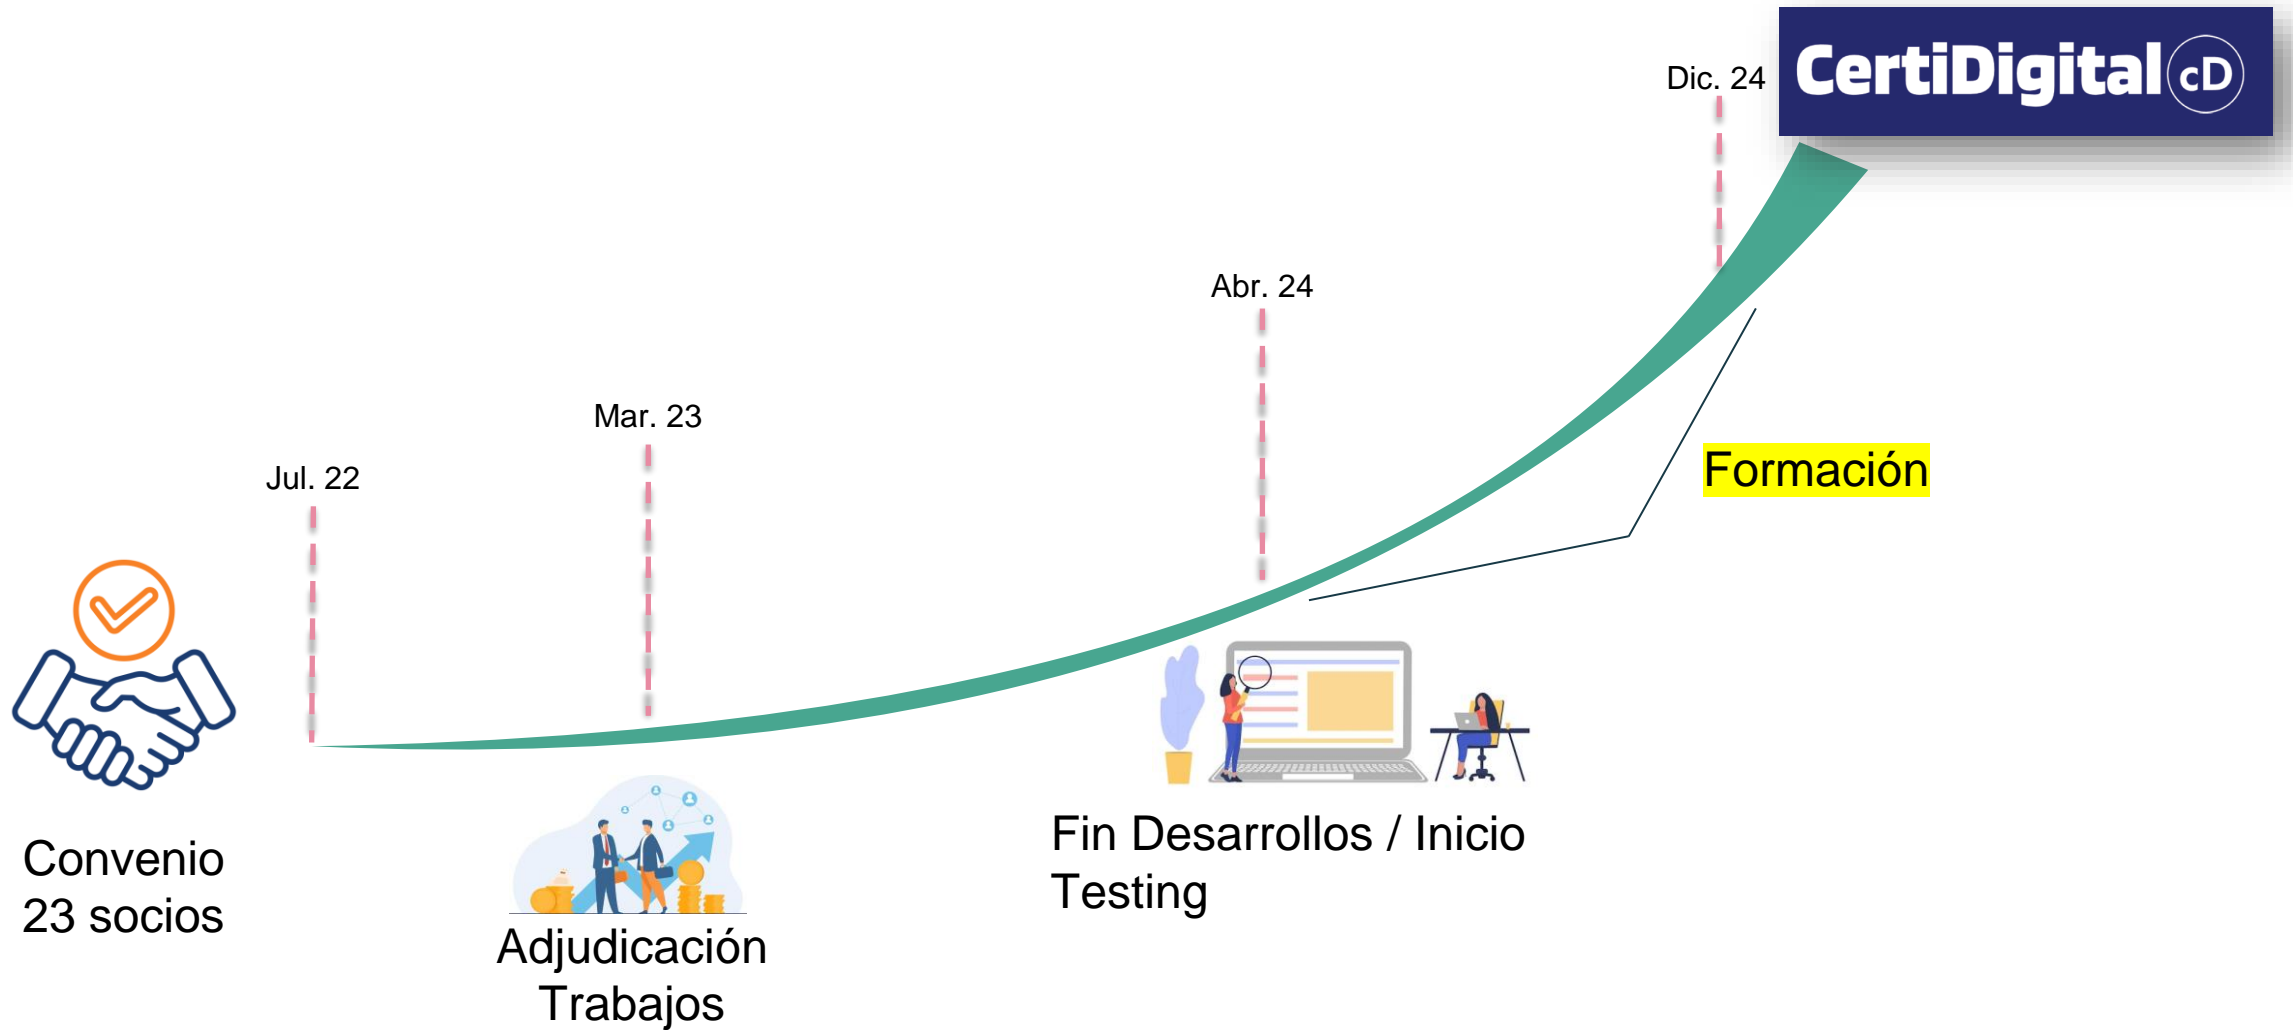 CertiDigital cD
Dic. 24
Abr. 24
Mar. 23
Jul. 22
Formación
Convenio
23 socios
Adjudicación
Trabajos
Fin Desarrollos / Inicio
Testing